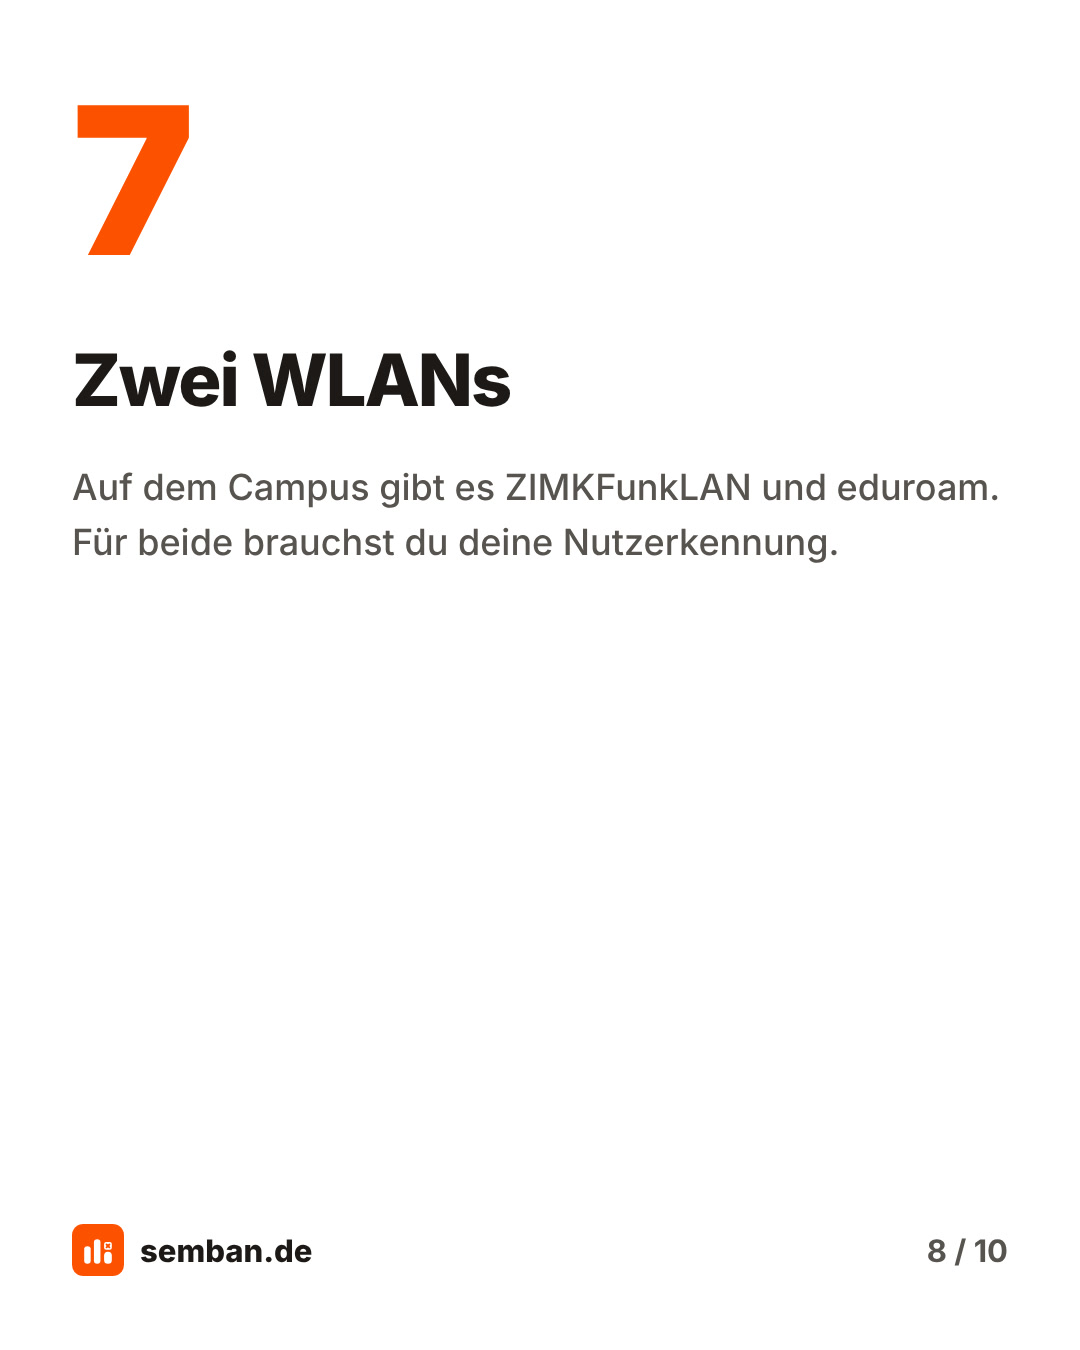 7
Zwei WLANs
Auf dem Campus gibt es ZIMKFunkLAN und eduroam.
Für beide brauchst du deine Nutzerkennung.
semban.de
8 / 10